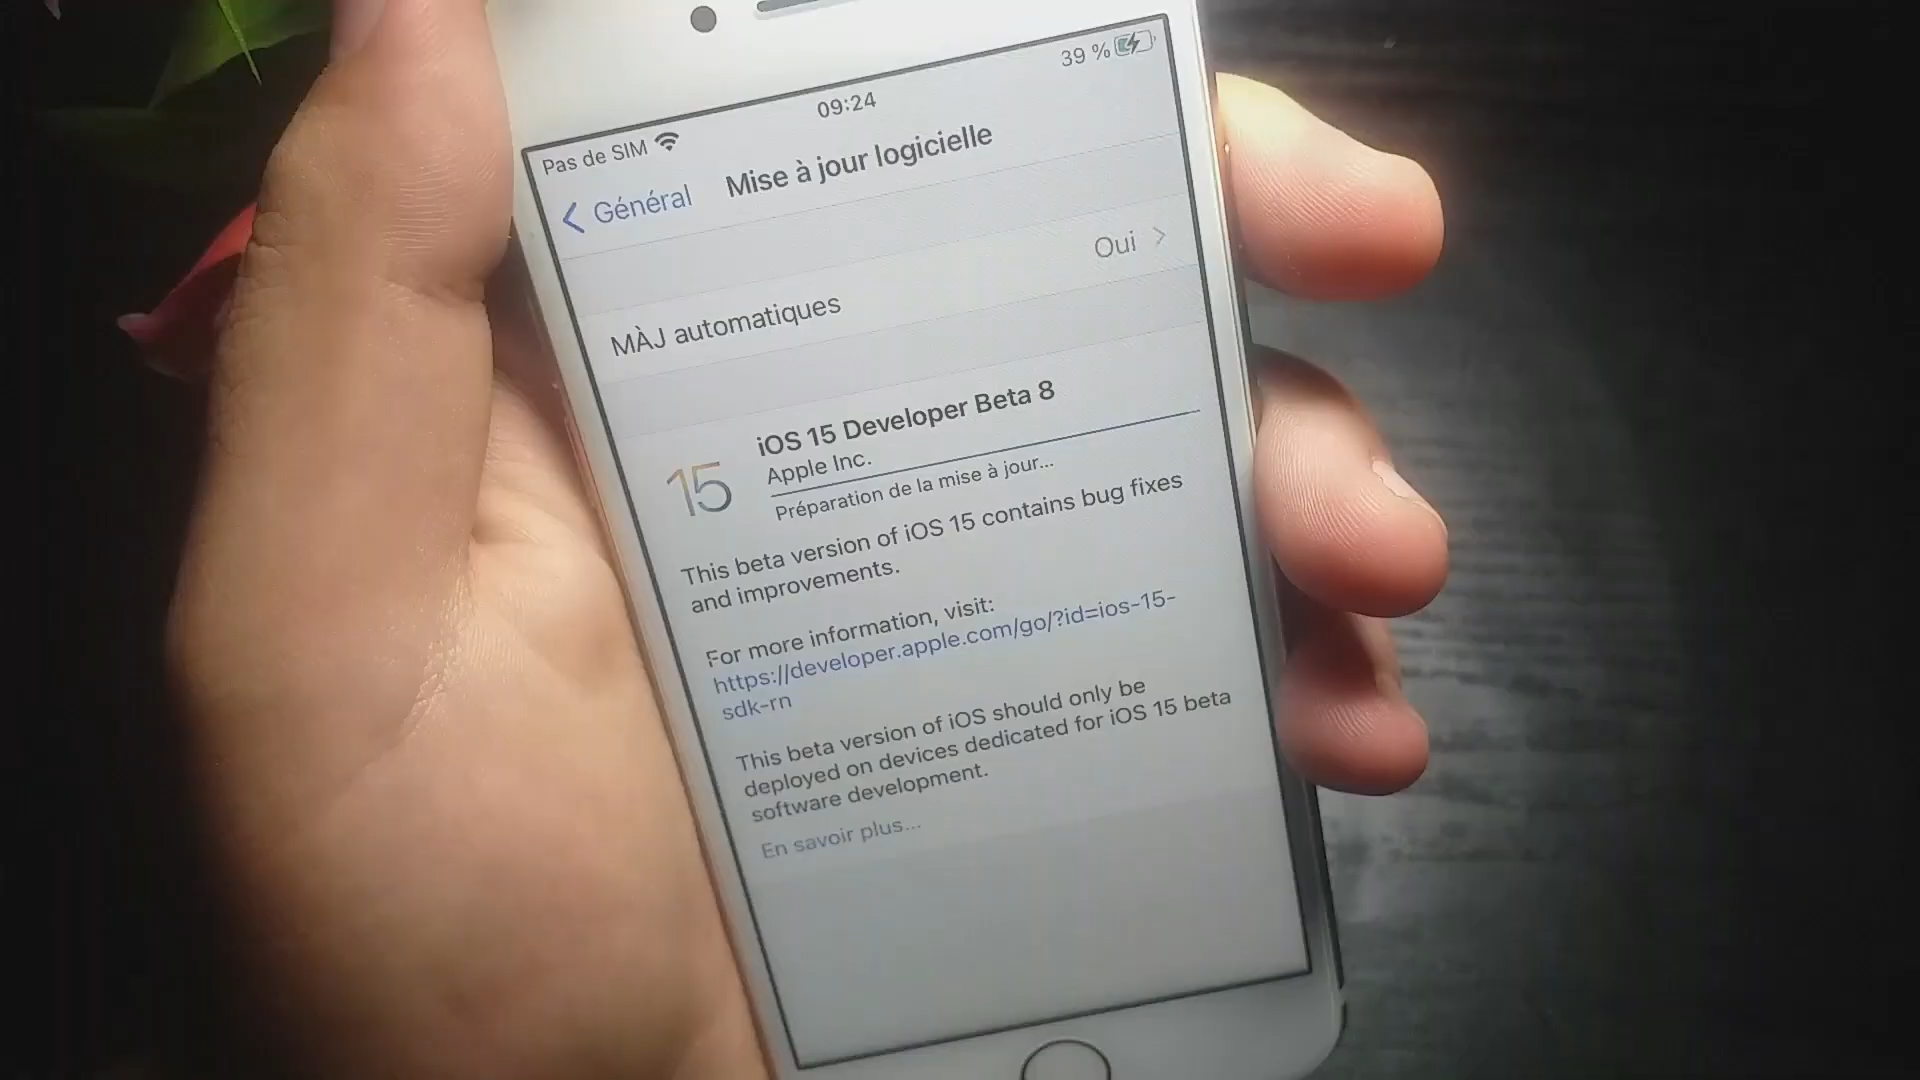 39 %
09:24
Pas de SIM
Général
Mise à jour logicielle
MÀJ automatiques
Oui
15
iOS 15 Developer Beta 8
Apple Inc.
Préparation de la mise à jour...
This beta version of iOS 15 contains bug fixes
and improvements.
For more information, visit:
https://developer.apple.com/go/?id=ios-15-
sdk-rn
This beta version of iOS should only be
deployed on devices dedicated for iOS 15 beta
software development.
En savoir plus...